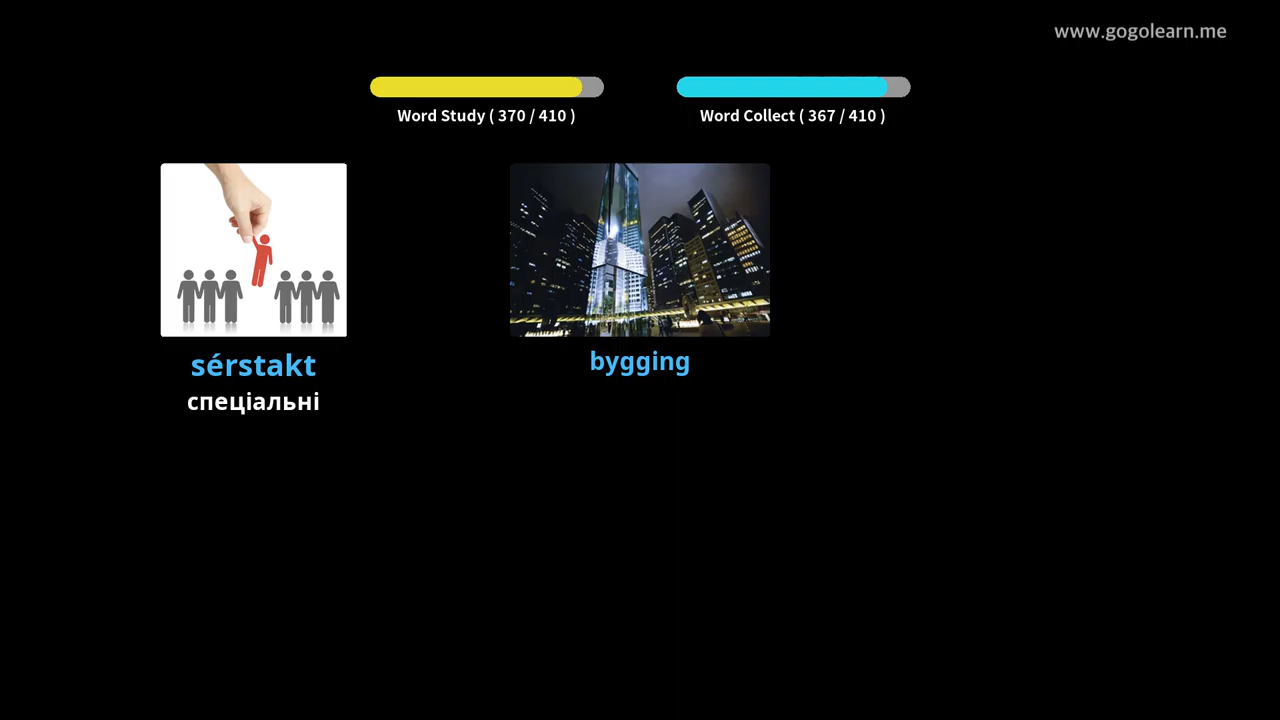 www.gogolearn.me
Word Study ( 370 / 410 )
Word Collect ( 367 / 410 )
sérstakt
спеціальні
bygging